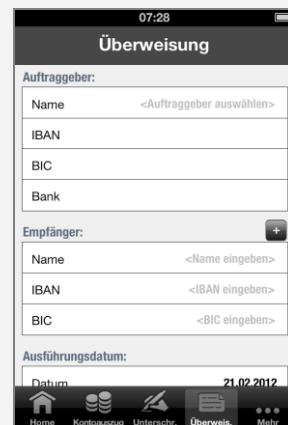 07:28
Überweisung
Auftraggeber:
Name <Auftraggeber auswählen>
IBAN
BIC
Bank
Empfänger: +
Name <Name eingeben>
IBAN <IBAN eingeben>
BIC <BIC eingeben>
Ausführungsdatum:
Datum 21.02.2012
Home Kontoauszug Unterschr. Überweis. Mehr